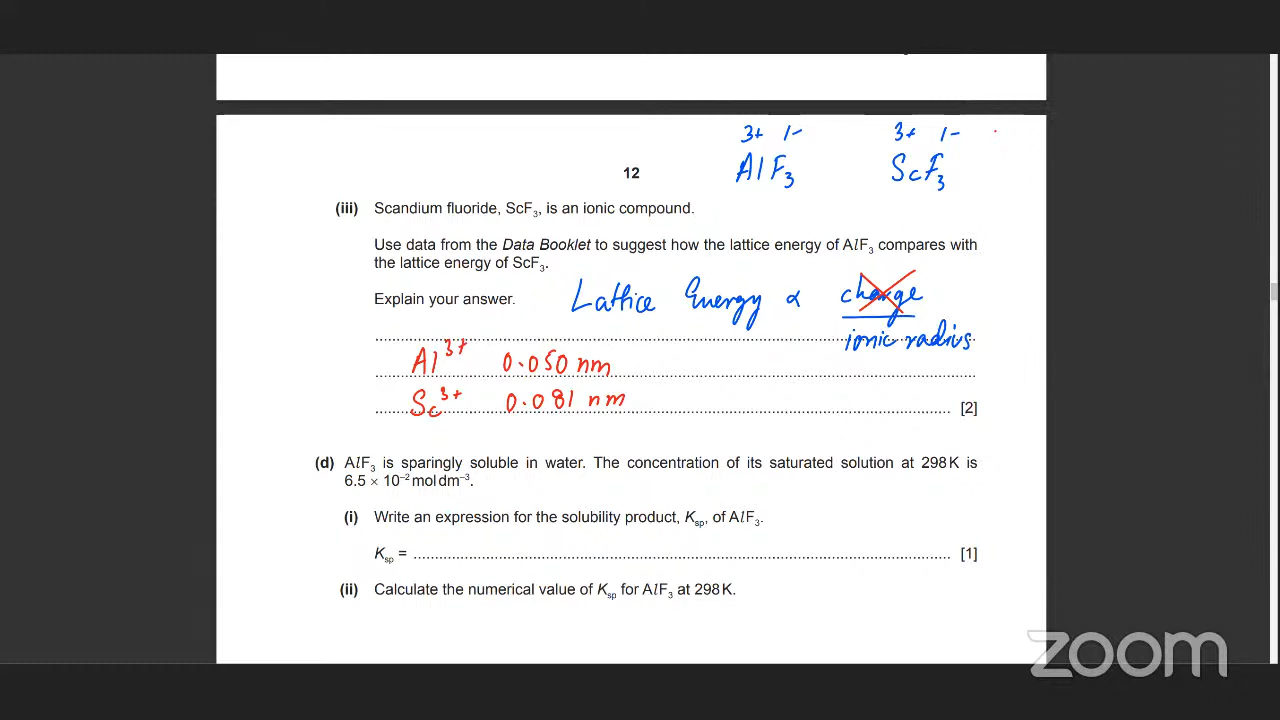 3+ 1- 3+ 1-
AlF3 ScF3
12
(iii) Scandium fluoride, ScF3, is an ionic compound.
Use data from the Data Booklet to suggest how the lattice energy of AlF3 compares with
the lattice energy of ScF3.
Explain your answer.
Lattice Energy ∝ charge
ionic radius
Al3+ 0.050 nm
Sc3+ 0.081 nm
[2]
(d) AlF3 is sparingly soluble in water. The concentration of its saturated solution at 298 K is
6.5 × 10−2 mol dm−3.
(i) Write an expression for the solubility product, Ksp, of AlF3.
Ksp = ........ [1]
(ii) Calculate the numerical value of Ksp for AlF3 at 298 K.
zoom